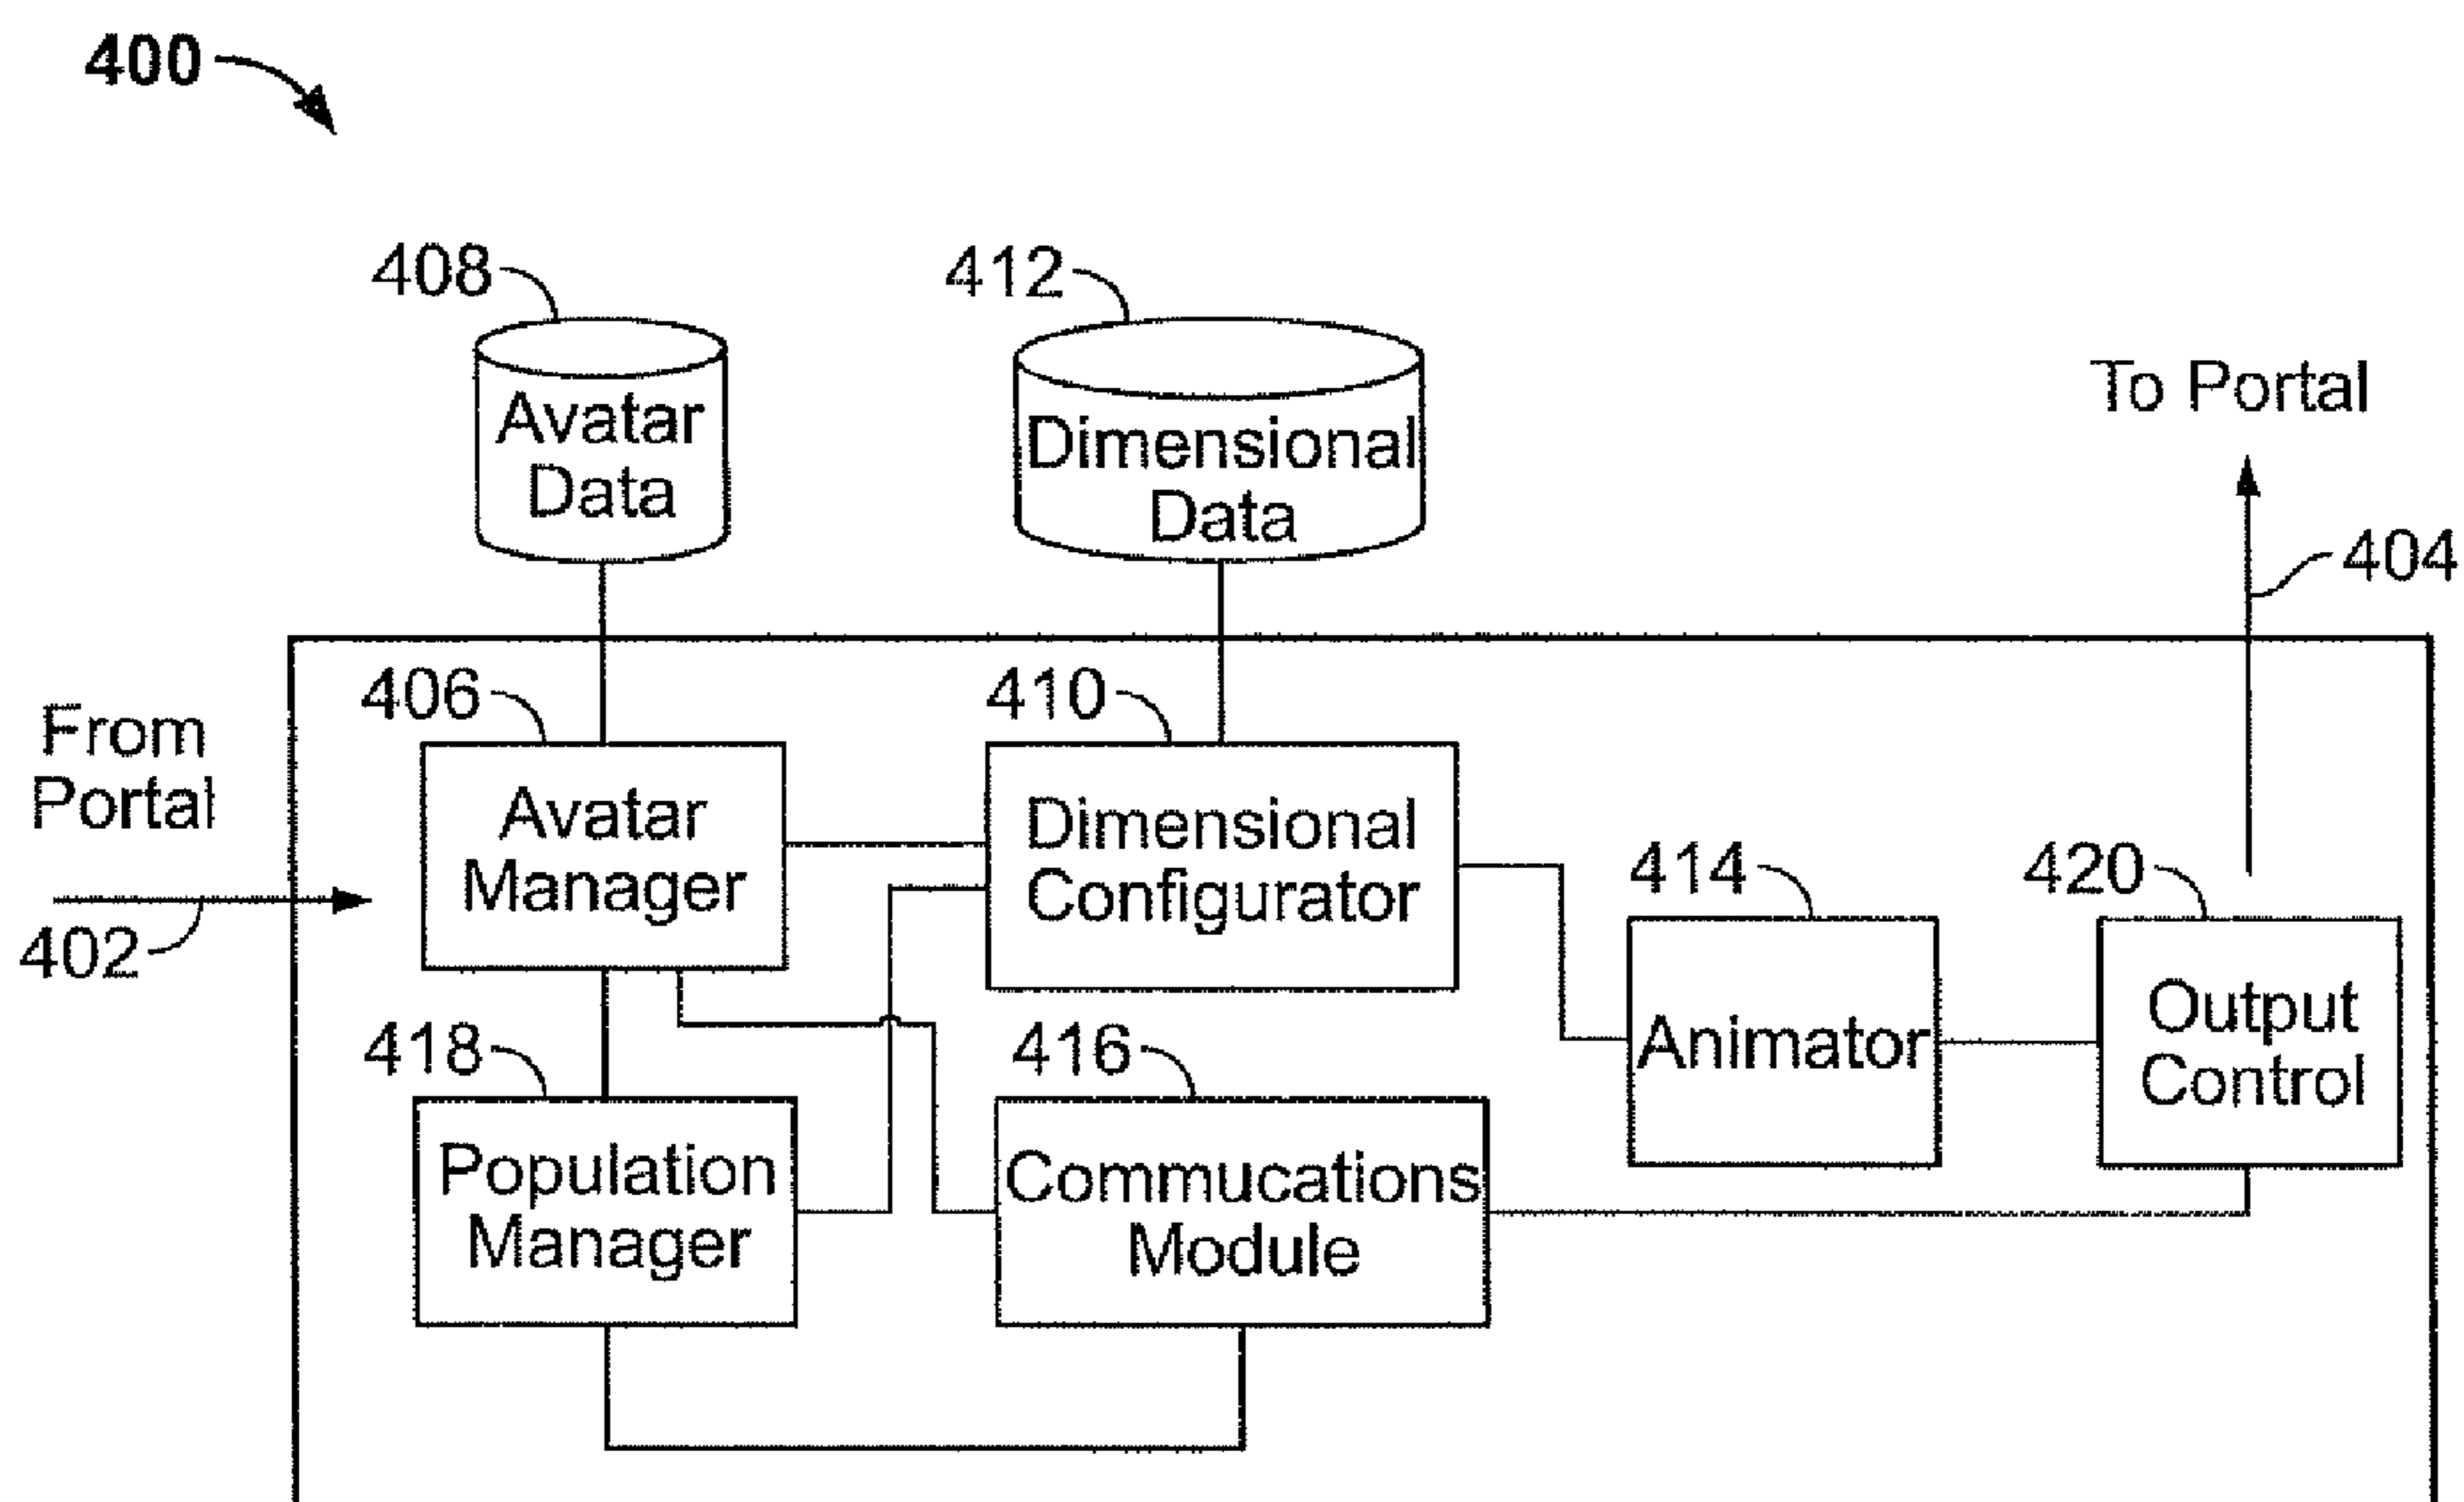 400
408
412
Avatar
Data
Dimensional
Data
To Portal
404
406
410
From
Portal
402
Avatar
Manager
Dimensional
Configurator
414
420
418
416
Animator
Output
Control
Population
Manager
Commucations
Module